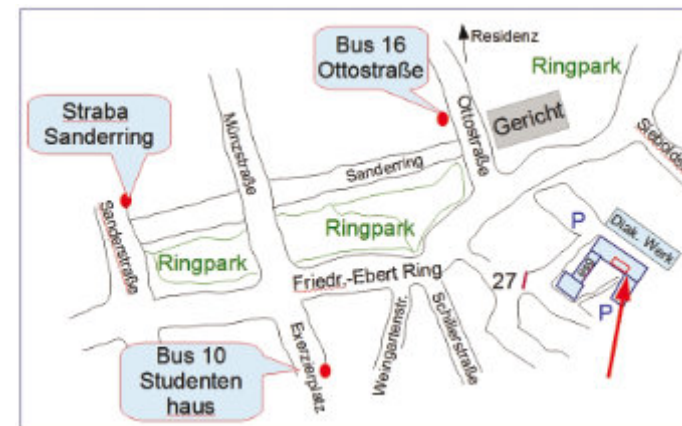 Bus 16
Ottostraße
Residenz
Ringpark
Straba
Sanderring
Münzstraße
Ottostraße
Gericht
Sanderring
Sanderstraße
Ringpark
Ringpark
P
Diak. Werk
Friedr.-Ebert Ring
27
P
Exerzierplatz
Weingartenstr.
Schillerstraße
Bus 10
Studenten
haus